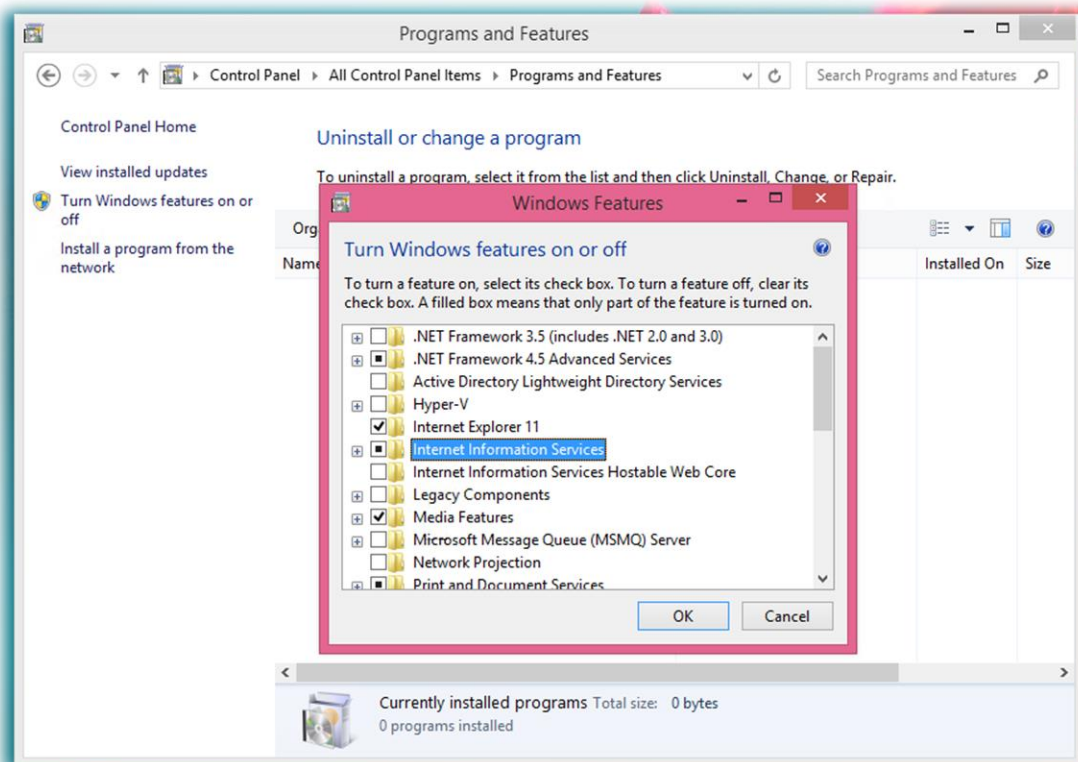 Programs and Features
Control Panel All Control Panel Items Programs and Features
Search Programs and Features
Control Panel Home
View installed updates
Turn Windows features on or
off
Install a program from the
network
Uninstall or change a program
To uninstall a program, select it from the list and then click Uninstall, Change, or Repair.
Org
Name
Installed On
Size
Windows Features
Turn Windows features on or off
To turn a feature on, select its check box. To turn a feature off, clear its
check box. A filled box means that only part of the feature is turned on.
.NET Framework 3.5 (includes .NET 2.0 and 3.0)
.NET Framework 4.5 Advanced Services
Active Directory Lightweight Directory Services
Hyper-V
Internet Explorer 11
Internet Information Services
Internet Information Services Hostable Web Core
Legacy Components
Media Features
Microsoft Message Queue (MSMQ) Server
Network Projection
Print and Document Services
OK
Cancel
Currently installed programs Total size: 0 bytes
0 programs installed